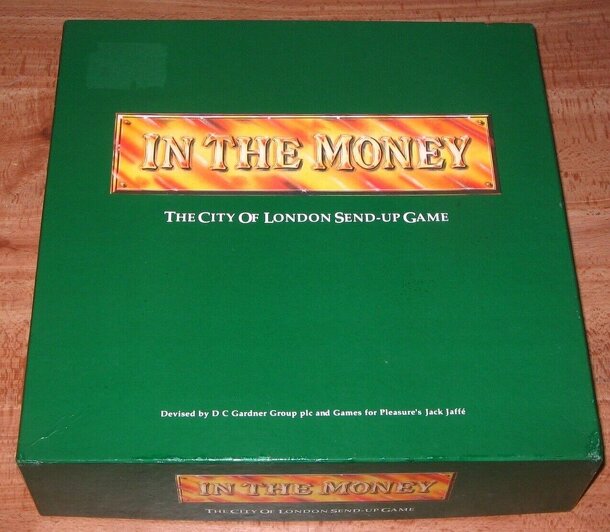 IN THE MONEY
THE CITY OF LONDON SEND-UP GAME
Devised by D C Gardner Group plc and Games for Pleasure's Jack Jaffé
IN THE MONEY
THE CITY OF LONDON SEND-UP GAME